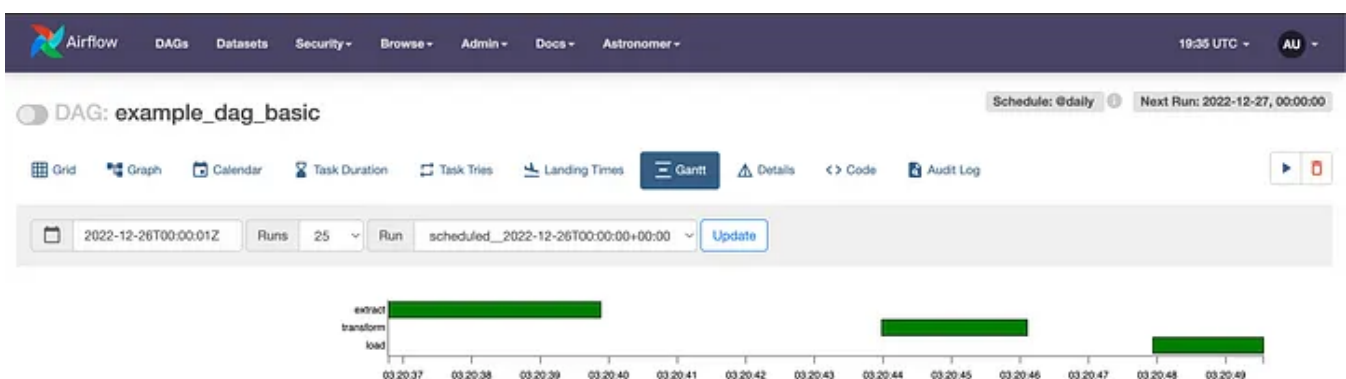 Airflow DAGs Datasets Security Browse Admin Docs Astronomer 19:35 UTC AU
DAG: example_dag_basic Schedule: @daily Next Run: 2022-12-27, 00:00:00
Grid Graph Calendar Task Duration Task Tries Landing Times Gantt Details <> Code Audit Log
2022-12-26T00:00:01Z Runs 25 Run scheduled__2022-12-26T00:00:00+00:00 Update
extract
transform
load
03:20:37 03:20:38 03:20:39 03:20:40 03:20:41 03:20:42 03:20:43 03:20:44 03:20:45 03:20:46 03:20:47 03:20:48 03:20:49